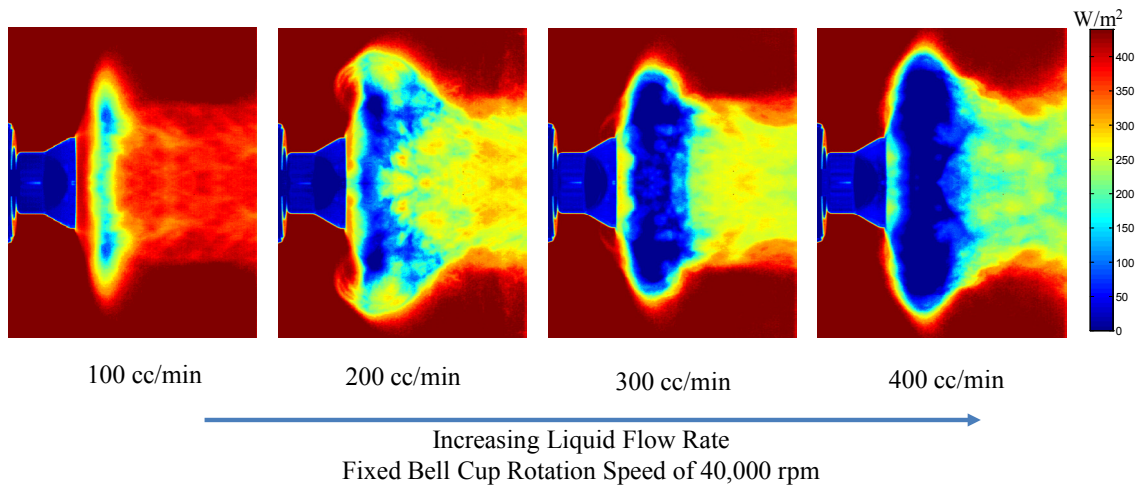 W/m²
400
350
300
250
200
150
100
50
0
100 cc/min
200 cc/min
300 cc/min
400 cc/min
Increasing Liquid Flow Rate
Fixed Bell Cup Rotation Speed of 40,000 rpm